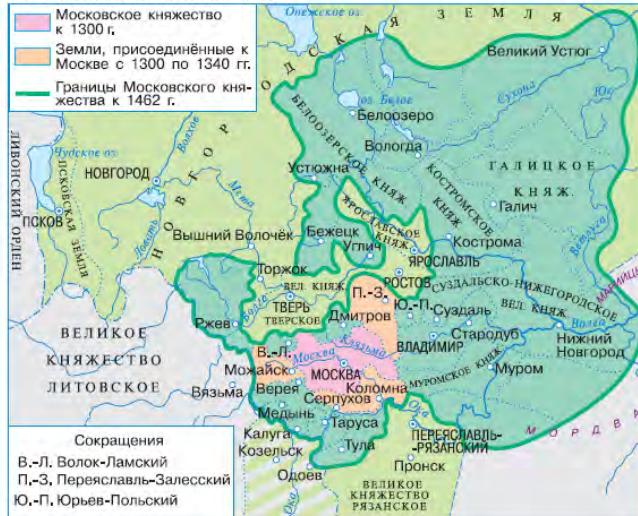 Московское княжество
к 1300 г.
Земли, присоединённые к
Москве с 1300 по 1340 гг.
Границы Московского кня-
жества к 1462 г.
Онежское оз.
НОВГОРОДСКАЯ ЗЕМЛЯ
Великий Устюг
Сухона
Юг
оз. Белое
Белоозеро
БЕЛООЗЕРСКОЕ КНЯЖ.
Вологда
ГАЛИЦКОЕ
КНЯЖ.
КОСТРОМСКОЕ
КНЯЖ.
Галич
Ветлуга
ЛИВОНСКИЙ ОРДЕН
Чудское оз.
ПСКОВСКАЯ ЗЕМЛЯ
ПСКОВ
Волхов
НОВГОРОД
Ловать
Мста
Устюжна
ЯРОСЛАВСКОЕ
КНЯЖ.
Вышний Волочёк
Бежецк
Углич
Кострома
ЯРОСЛАВЛЬ
РОСТОВ
Торжок
ВЕЛ. КНЯЖ.
ТВЕРЬ
ТВЕРСКОЕ
Волга
Ржев
П.-З.
Дмитров
Ю.-П.
СУЗДАЛЬСКО-НИЖЕГОРОДСКОЕ
ВЕЛ. КНЯЖ.
Суздаль
Волга
МАРИЙЦЫ
Стародуб
ВЛАДИМИР
Нижний
Новгород
ВЕЛИКОЕ
КНЯЖЕСТВО
ЛИТОВСКОЕ
В.-Л.
Клязьма
Москва
МОСКВА
Можайск
Вязьма
Верея
Коломна
Серпухов
МУРОМСКОЕ КНЯЖ.
Муром
МОРДВА
Медынь
Таруса
Ока
ПЕРЕЯСЛАВЛЬ-
РЯЗАНСКИЙ
Калуга
Козельск
Тула
Пронск
Одоев
Ока
ВЕЛИКОЕ
КНЯЖЕСТВО
РЯЗАНСКОЕ
Сокращения
В.-Л. Волок-Ламский
П.-З. Переяславль-Залесский
Ю.-П. Юрьев-Польский